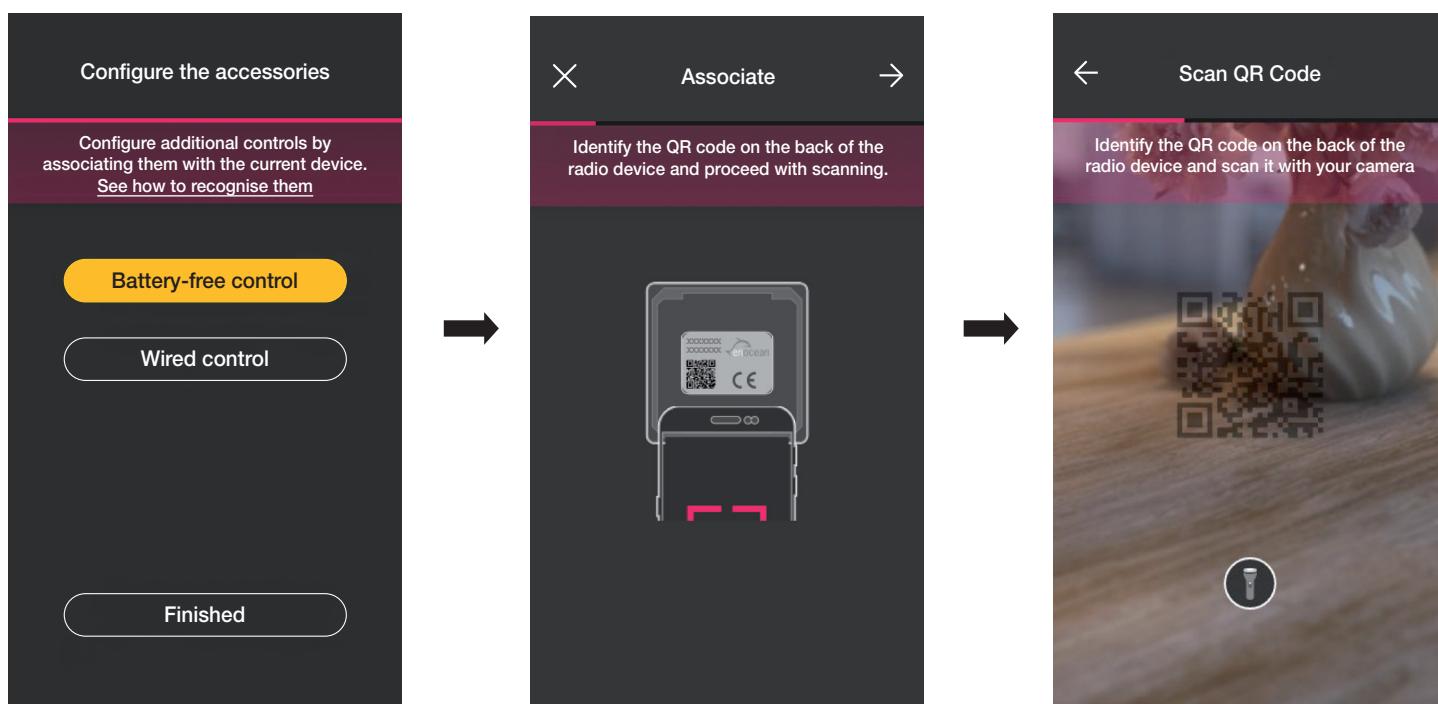 Configure the accessories
Configure additional controls by
associating them with the current device.
See how to recognise them
Battery-free control
Wired control
Finished
Associate
Identify the QR code on the back of the
radio device and proceed with scanning.
XXXXXXX
XXXXXXX
enocean
CE
Scan QR Code
Identify the QR code on the back of the
radio device and scan it with your camera